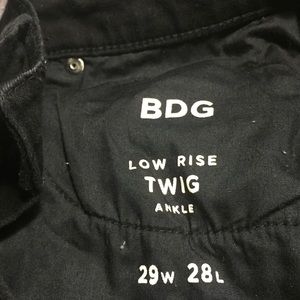 BDG
LOW RISE
TWIG
ANKLE
29W 28L